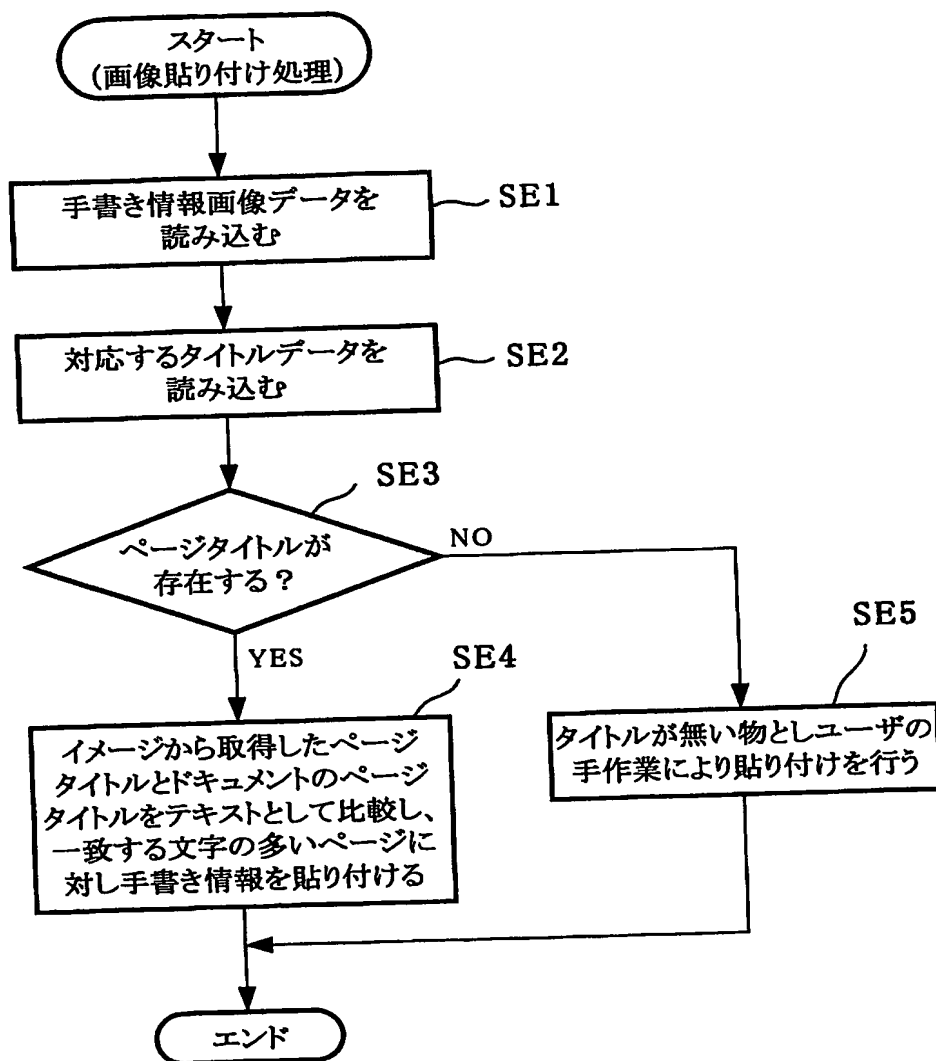 スタート
(画像貼り付け処理)
手書き情報画像データを
読み込む
SE1
対応するタイトルデータを
読み込む
SE2
SE3
ページタイトルが
存在する?
NO
YES
SE4
イメージから取得したページ
タイトルとドキュメントのページ
タイトルをテキストとして比較し、
一致する文字の多いページに
対し手書き情報を貼り付ける
SE5
タイトルが無い物としユーザの
手作業により貼り付けを行う
エンド